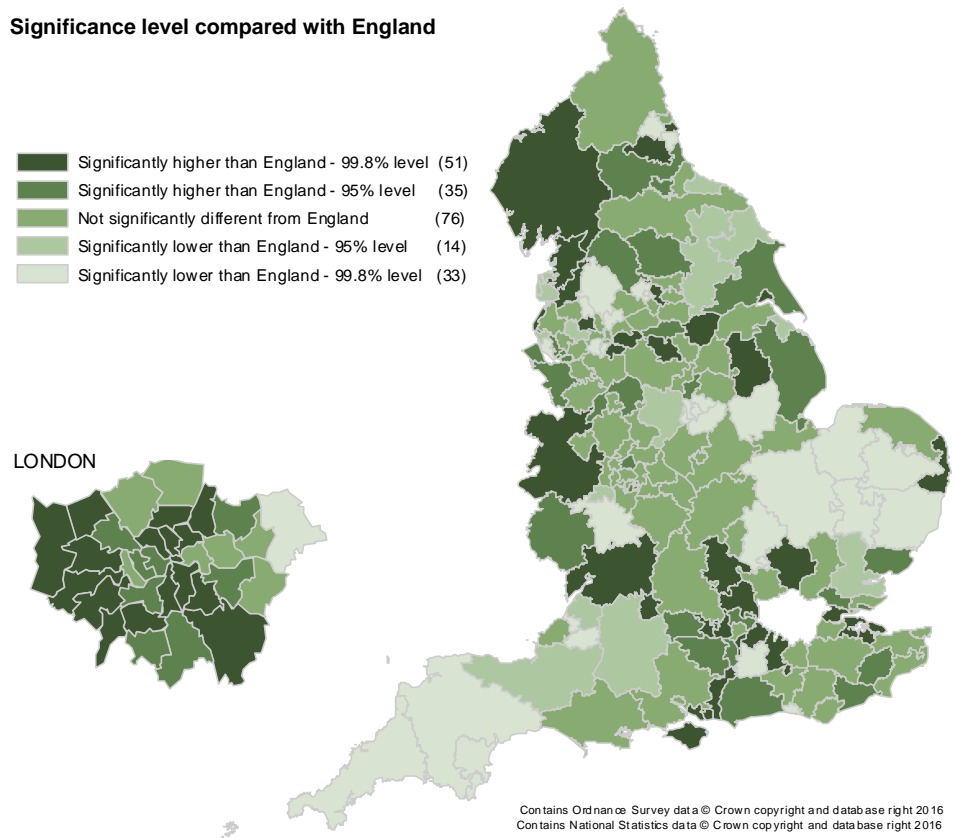 Significance level compared with England
Significantly higher than England - 99.8% level (51)
Significantly higher than England - 95% level (35)
Not significantly different from England (76)
Significantly lower than England - 95% level (14)
Significantly lower than England - 99.8% level (33)
LONDON
Contains Ordnance Survey data © Crown copyright and database right 2016
Contains National Statistics data © Crown copyright and database right 2016